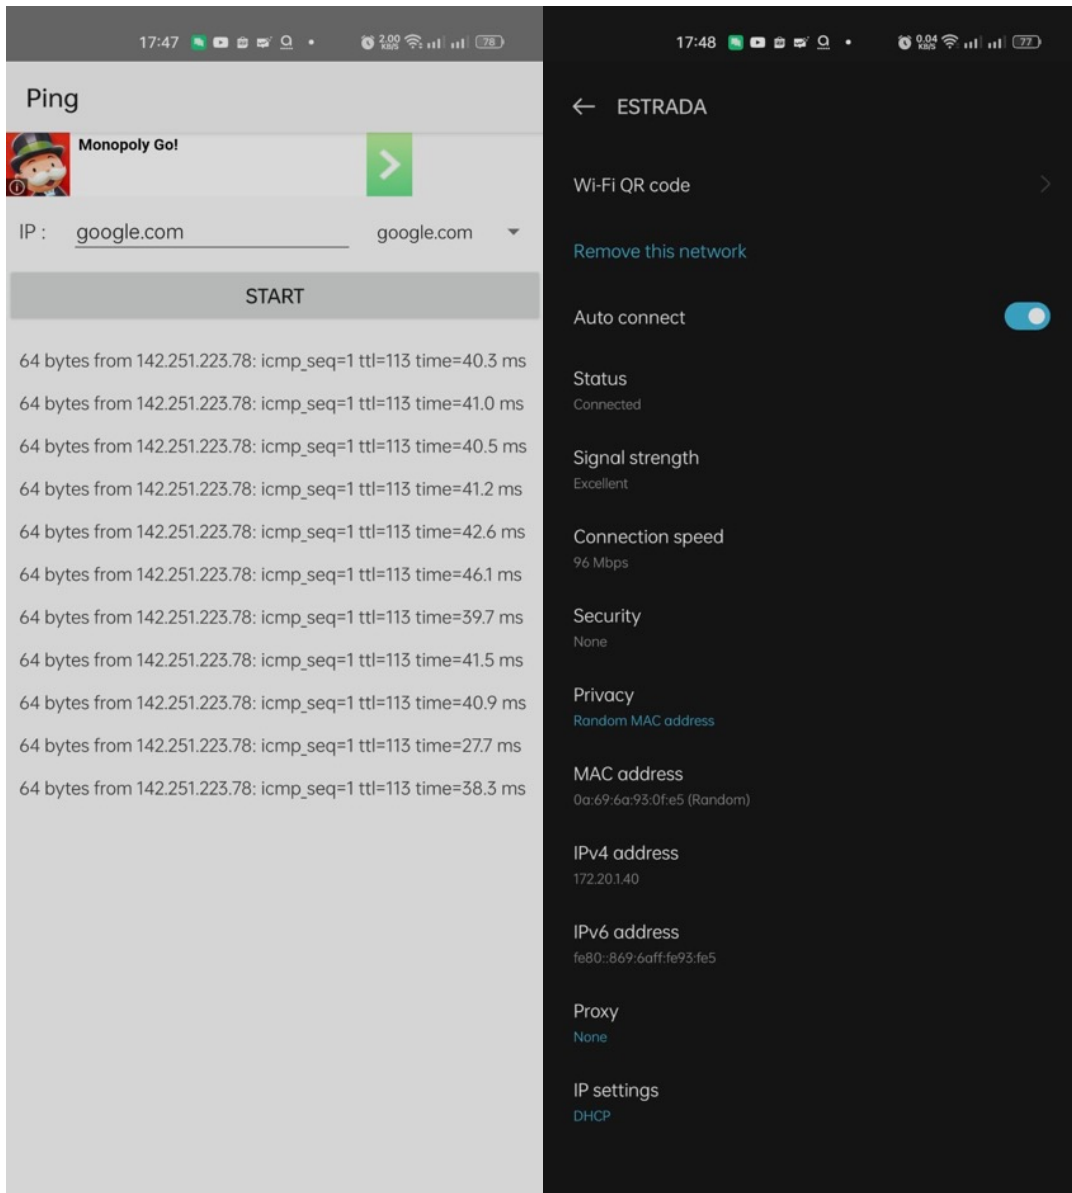 17:47
2.00 KB/S
78
Ping
Monopoly Go!
IP :
google.com
google.com
START
64 bytes from 142.251.223.78: icmp_seq=1 ttl=113 time=40.3 ms
64 bytes from 142.251.223.78: icmp_seq=1 ttl=113 time=41.0 ms
64 bytes from 142.251.223.78: icmp_seq=1 ttl=113 time=40.5 ms
64 bytes from 142.251.223.78: icmp_seq=1 ttl=113 time=41.2 ms
64 bytes from 142.251.223.78: icmp_seq=1 ttl=113 time=42.6 ms
64 bytes from 142.251.223.78: icmp_seq=1 ttl=113 time=46.1 ms
64 bytes from 142.251.223.78: icmp_seq=1 ttl=113 time=39.7 ms
64 bytes from 142.251.223.78: icmp_seq=1 ttl=113 time=41.5 ms
64 bytes from 142.251.223.78: icmp_seq=1 ttl=113 time=40.9 ms
64 bytes from 142.251.223.78: icmp_seq=1 ttl=113 time=27.7 ms
64 bytes from 142.251.223.78: icmp_seq=1 ttl=113 time=38.3 ms
17:48
0.04 KB/S
77
ESTRADA
Wi-Fi QR code
Remove this network
Auto connect
Status
Connected
Signal strength
Excellent
Connection speed
96 Mbps
Security
None
Privacy
Random MAC address
MAC address
0a:69:6a:93:0f:e5 (Random)
IPv4 address
172.20.1.40
IPv6 address
fe80::869:6aff:fe93:fe5
Proxy
None
IP settings
DHCP